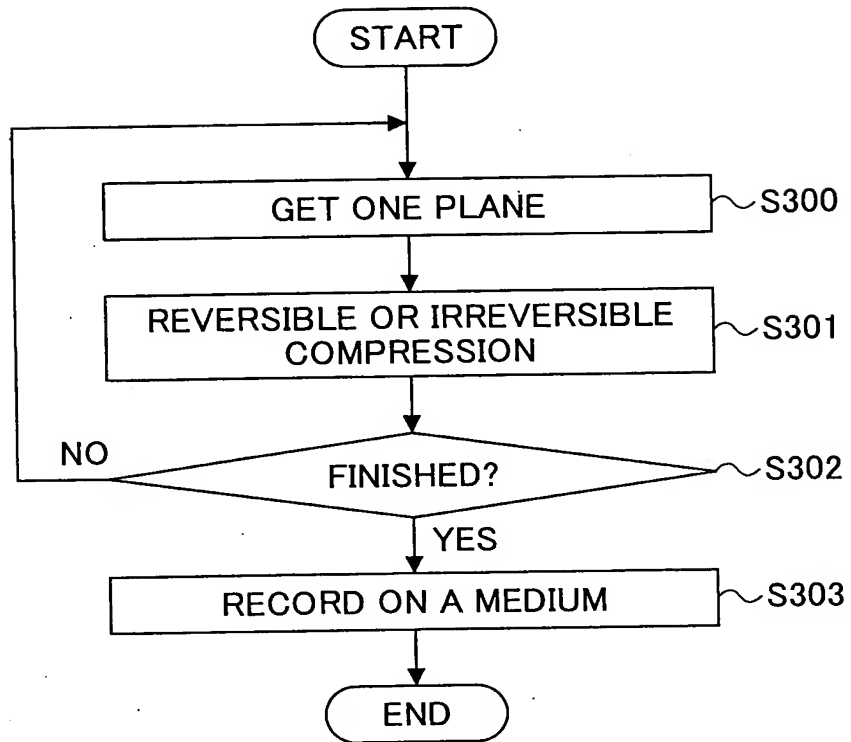 START
GET ONE PLANE
S300
REVERSIBLE OR IRREVERSIBLE
COMPRESSION
S301
NO
FINISHED?
S302
YES
RECORD ON A MEDIUM
S303
END